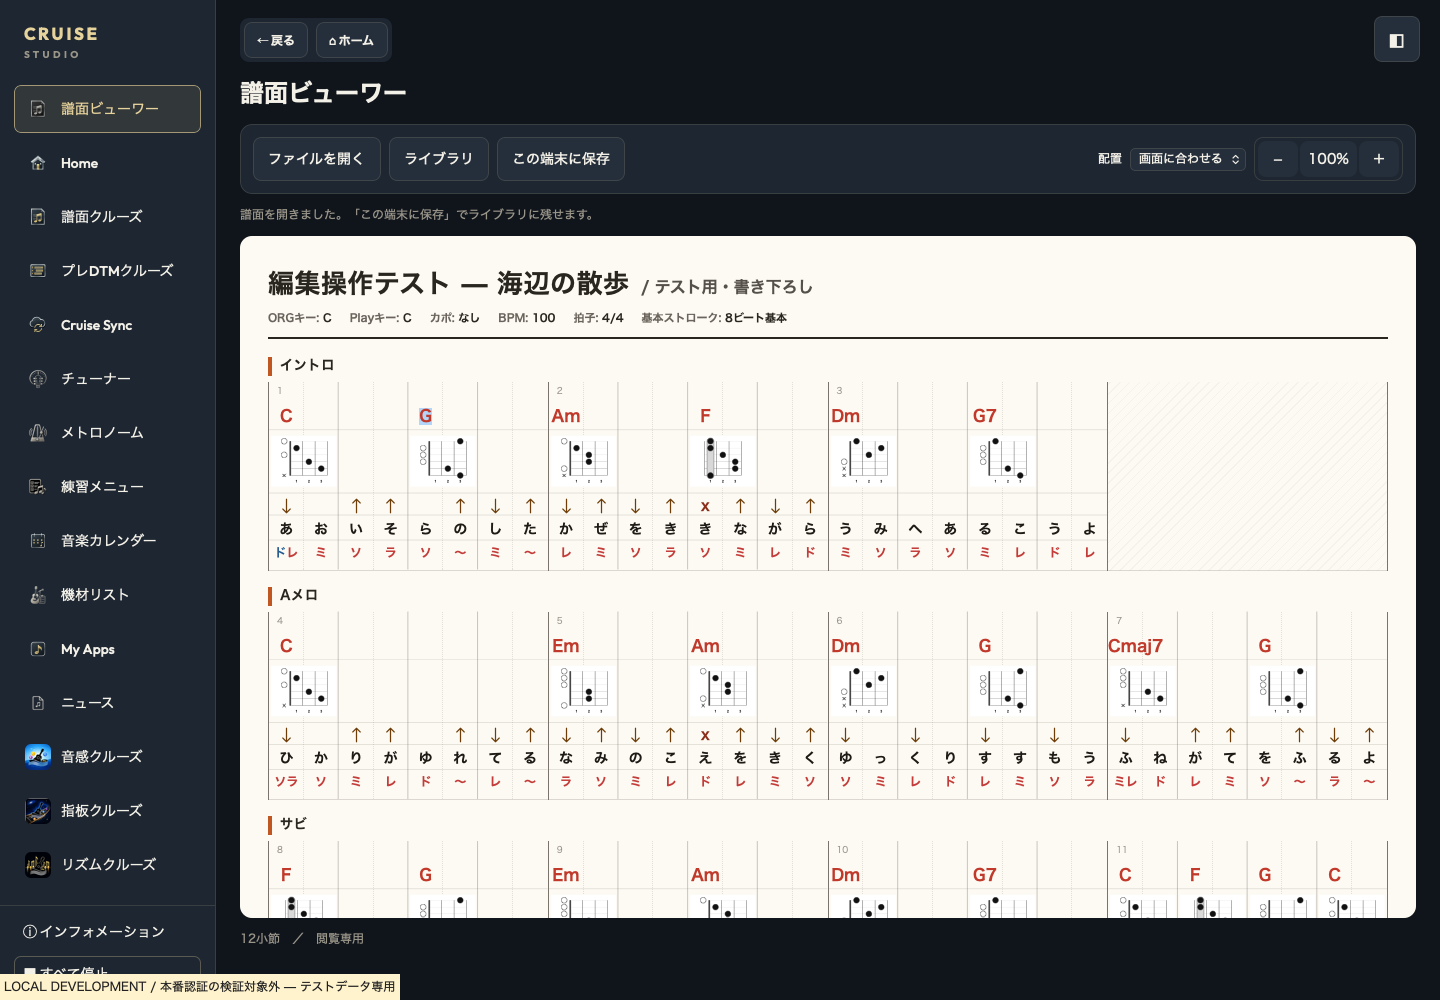 CRUISE
STUDIO
譜面ビューワー
Home
譜面クルーズ
プレDTMクルーズ
Cruise Sync
チューナー
メトロノーム
練習メニュー
音楽カレンダー
機材リスト
My Apps
ニュース
音感クルーズ
指板クルーズ
リズムクルーズ
ⓘ インフォメーション
■ すべて停止
LOCAL DEVELOPMENT / 本番認証の検証対象外 — テストデータ専用
← 戻る ⌂ ホーム
譜面ビューワー
ファイルを開く ライブラリ この端末に保存 配置 画面に合わせる − 100% +
譜面を開きました。「この端末に保存」でライブラリに残せます。
編集操作テスト — 海辺の散歩 / テスト用・書き下ろし
ORGキー: C Playキー: C カポ: なし BPM: 100 拍子: 4/4 基本ストローク: 8ビート基本
イントロ
1 2 3
C G Am F Dm G7
↓ ↑ ↑ ↑ ↓ ↑ ↓ ↑ ↓ ↑ x ↑ ↓ ↑
あ お い そ ら の し た か ぜ を き き な が ら う み へ あ る こ う よ
ドレ ミ ソ ラ ソ 〜 ミ 〜 レ ミ ソ ラ ソ ミ レ ド ミ ソ ラ ソ ミ レ ド レ
Aメロ
4 5 6 7
C Em Am Dm G Cmaj7 G
↓ ↑ ↑ ↑ ↓ ↑ ↓ ↑ ↓ ↑ x ↑ ↓ ↑ ↓ ↓ ↓ ↓ ↓ ↑ ↑ ↑ ↓ ↑
ひ か り が ゆ れ て る な み の こ え を き く ゆ っ く り す す も う ふ ね が て を ふ る よ
ソラ ソ ミ レ ド 〜 レ 〜 ラ ソ ミ レ ド レ ミ ソ ソ ミ レ ド レ ミ ソ ラ ミレ ド レ ミ ソ 〜 ラ 〜
サビ
8 9 10 11
F G Em Am Dm G7 C F G C
12小節 ／ 閲覧専用